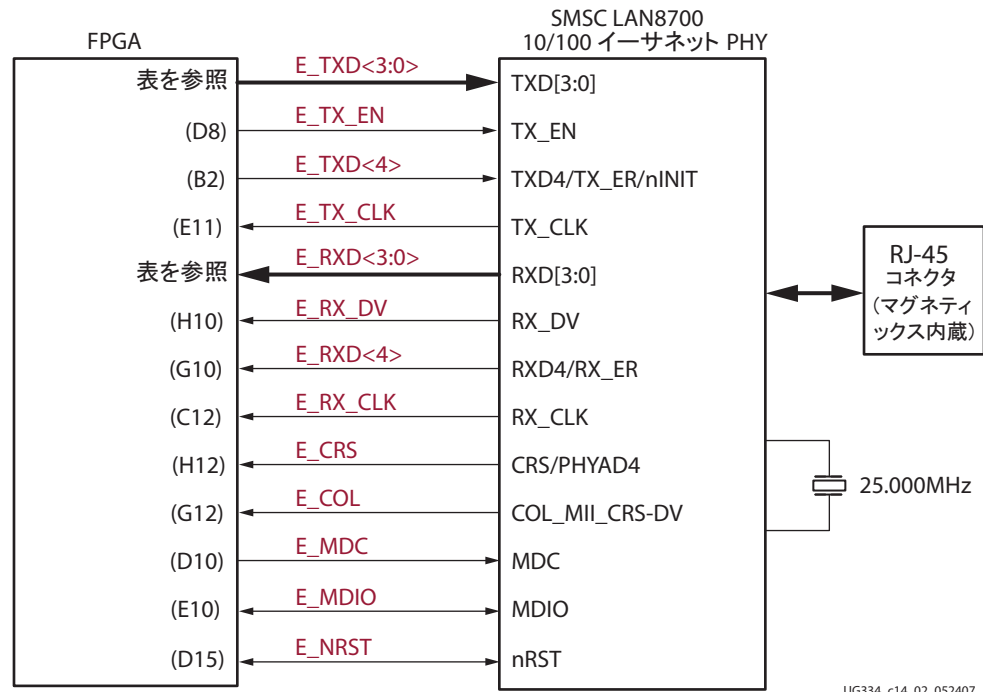 SMSC LAN8700
FPGA
10/100 イーサネット PHY
表を参照 E_TXD<3:0> TXD[3:0]
(D8) E_TX_EN TX_EN
(B2) E_TXD<4> TXD4/TX_ER/nINIT
(E11) E_TX_CLK TX_CLK
表を参照 E_RXD<3:0> RXD[3:0]
(H10) E_RX_DV RX_DV
(G10) E_RXD<4> RXD4/RX_ER
(C12) E_RX_CLK RX_CLK
(H12) E_CRS CRS/PHYAD4
(G12) E_COL COL_MII_CRS-DV
(D10) E_MDC MDC
(E10) E_MDIO MDIO
(D15) E_NRST nRST
RJ-45
コネクタ
(マグネティ
ックス内蔵)
25.000MHz
UG334_c14_02_052407